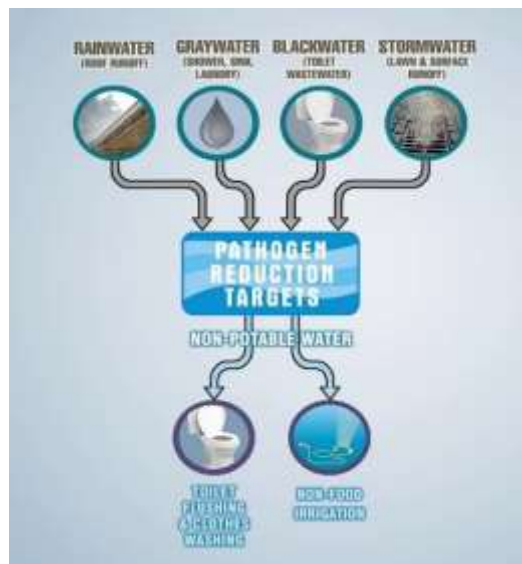 RAINWATER
(ROOF RUNOFF)
GRAYWATER
(SHOWER, SINK,
LAUNDRY)
BLACKWATER
(TOILET
WASTEWATER)
STORMWATER
(LAWN & SURFACE
RUNOFF)
PATHOGEN
REDUCTION
TARGETS
NON-POTABLE WATER
TOILET
FLUSHING
& CLOTHES
WASHING
NON-FOOD
IRRIGATION